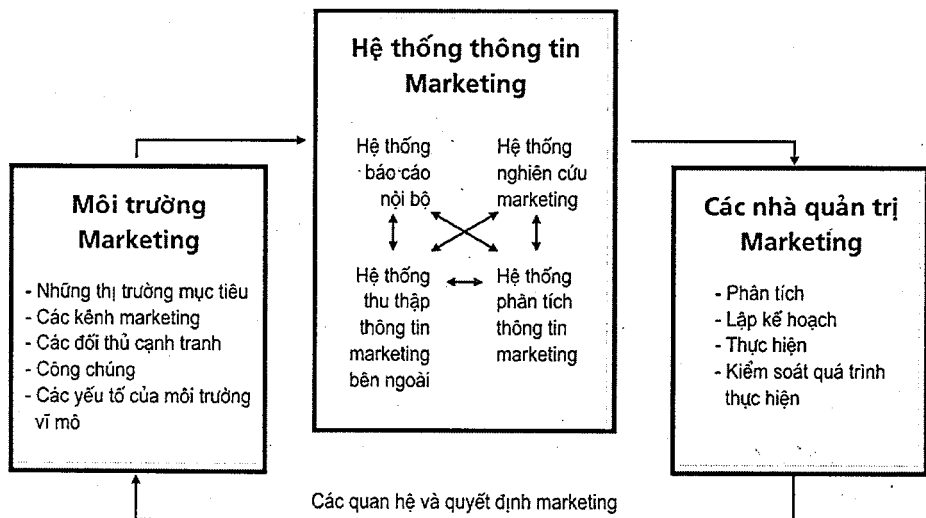 Hệ thống thông tin
Marketing
Hệ thống
báo cáo
nội bộ
Hệ thống
nghiên cứu
marketing
Hệ thống
thu thập
thông tin
marketing
bên ngoài
Hệ thống
phân tích
thông tin
marketing
Môi trường
Marketing
- Những thị trường mục tiêu
- Các kênh marketing
- Các đối thủ cạnh tranh
- Công chúng
- Các yếu tố của môi trường
vĩ mô
Các nhà quản trị
Marketing
- Phân tích
- Lập kế hoạch
- Thực hiện
- Kiểm soát quá trình
thực hiện
Các quan hệ và quyết định marketing